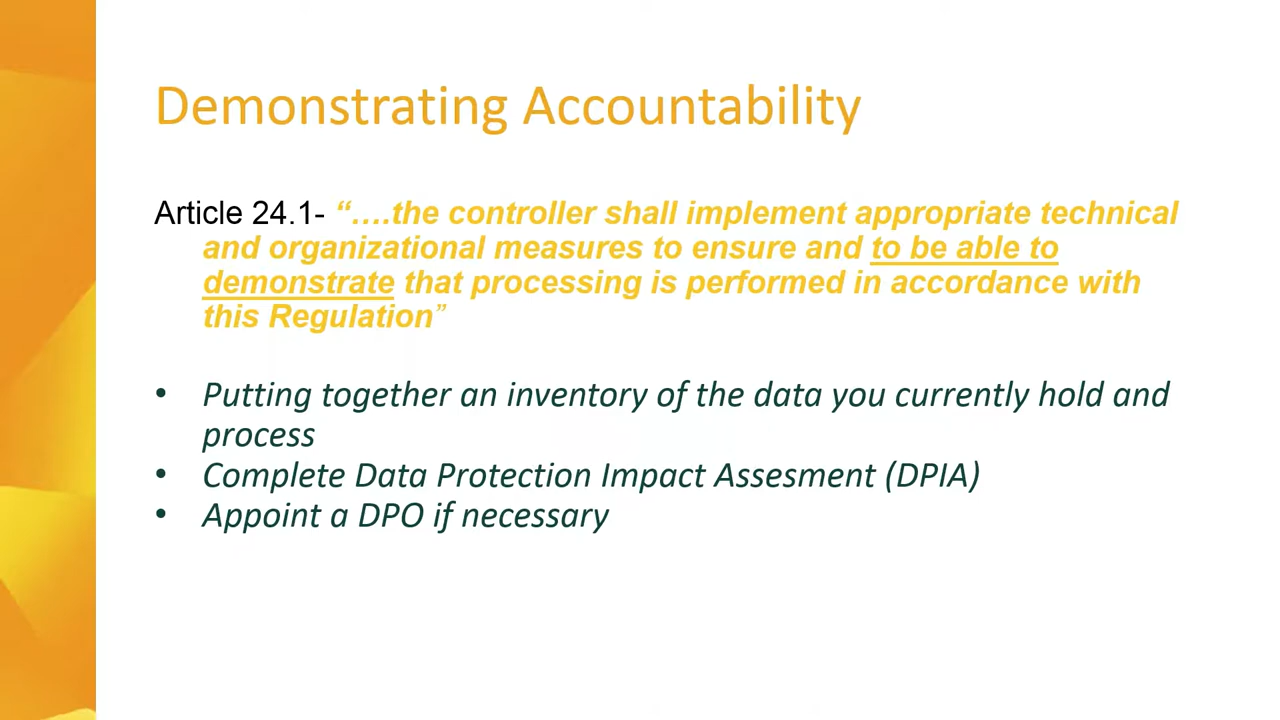 Demonstrating Accountability
Article 24.1- “….the controller shall implement appropriate technical
and organizational measures to ensure and to be able to
demonstrate that processing is performed in accordance with
this Regulation”
• Putting together an inventory of the data you currently hold and
process
• Complete Data Protection Impact Assesment (DPIA)
• Appoint a DPO if necessary